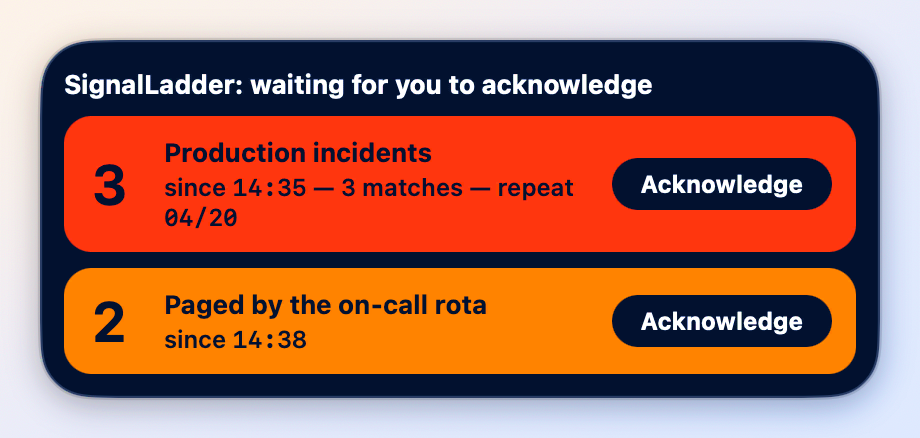 SignalLadder: waiting for you to acknowledge
3
Production incidents
since 14:35 — 3 matches — repeat
04/20
Acknowledge
2
Paged by the on-call rota
since 14:38
Acknowledge